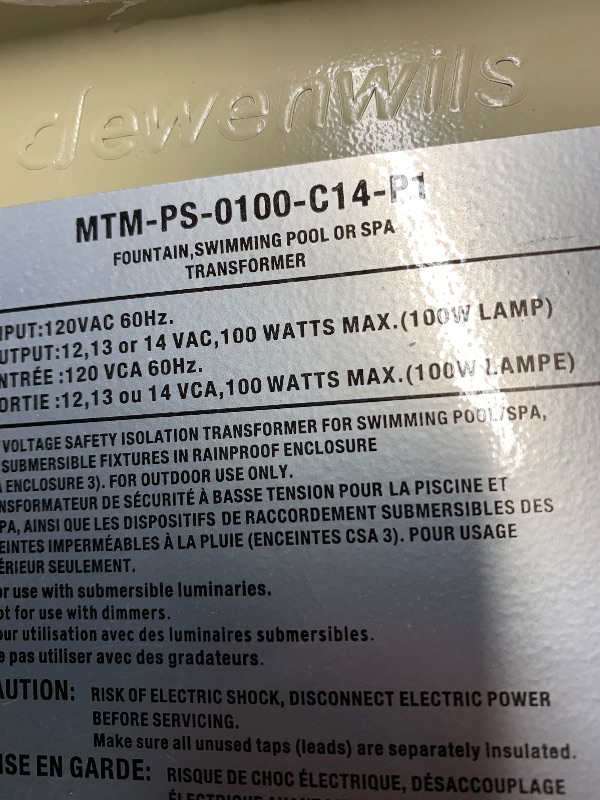 dewenwils
MTM-PS-0100-C14-P1
FOUNTAIN,SWIMMING POOL OR SPA
TRANSFORMER
PUT:120VAC 60Hz.
UTPUT:12,13 or 14 VAC,100 WATTS MAX.(100W LAMP)
NTRÉE :120 VCA 60Hz.
ORTIE :12,13 ou 14 VCA,100 WATTS MAX.(100W LAMPE)
VOLTAGE SAFETY ISOLATION TRANSFORMER FOR SWIMMING POOL/SPA,
SUBMERSIBLE FIXTURES IN RAINPROOF ENCLOSURE
ENCLOSURE 3). FOR OUTDOOR USE ONLY.
NSFORMATEUR DE SÉCURITÉ À BASSE TENSION POUR LA PISCINE ET
PA, AINSI QUE LES DISPOSITIFS DE RACCORDEMENT SUBMERSIBLES DES
EINTES IMPERMÉABLES À LA PLUIE (ENCEINTES CSA 3). POUR USAGE
ÉRIEUR SEULEMENT.
or use with submersible luminaries.
ot for use with dimmers.
our utilisation avec des luminaires submersibles.
e pas utiliser avec des gradateurs.
AUTION: RISK OF ELECTRIC SHOCK, DISCONNECT ELECTRIC POWER
BEFORE SERVICING.
Make sure all unused taps (leads) are separately insulated.
ISE EN GARDE: RISQUE DE CHOC ÉLECTRIQUE, DÉSACCOUPLAGE